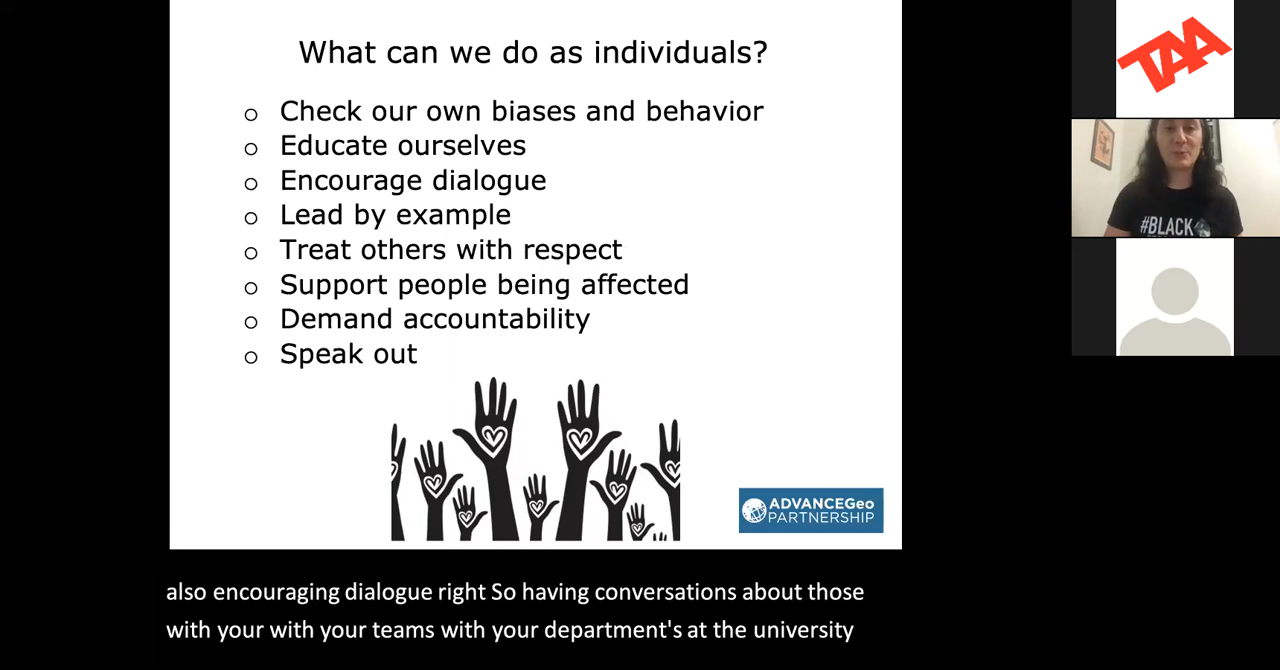 What can we do as individuals?
o Check our own biases and behavior
o Educate ourselves
o Encourage dialogue
o Lead by example
o Treat others with respect
o Support people being affected
o Demand accountability
o Speak out
ADVANCEGeo
PARTNERSHIP
also encouraging dialogue right So having conversations about those
with your with your teams with your department's at the university
TAA
#BLACK